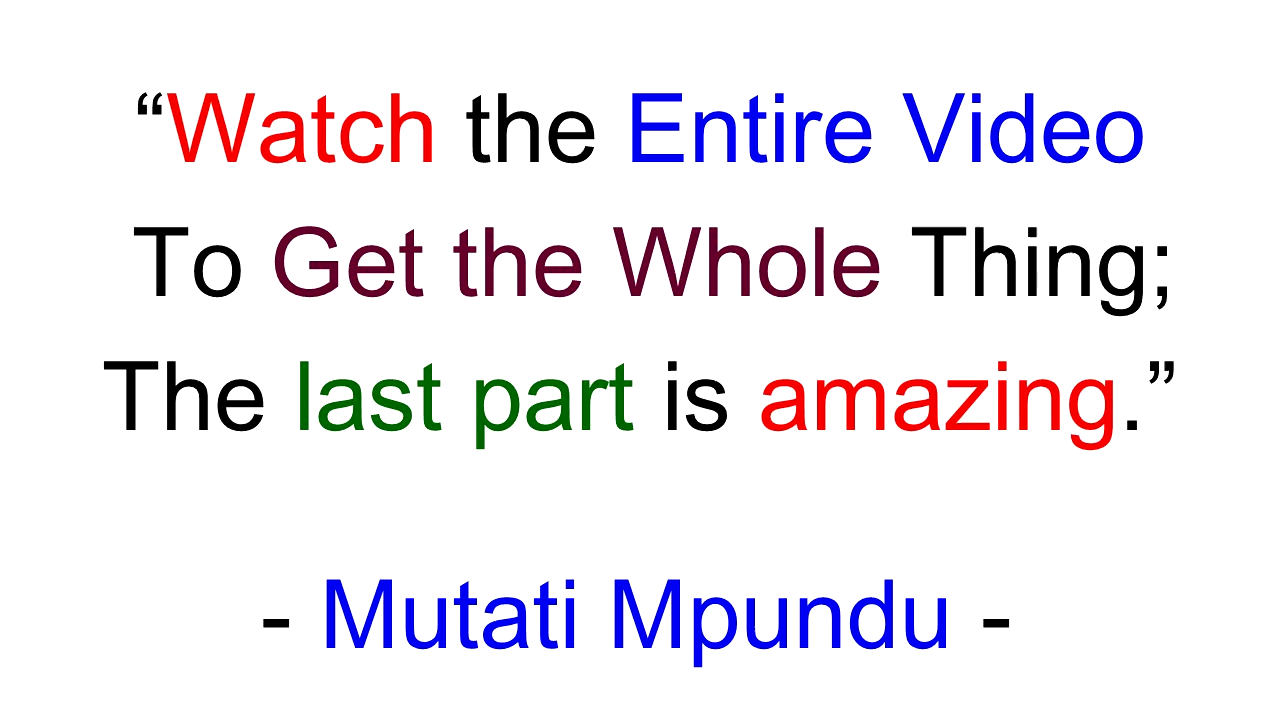 “Watch the Entire Video
To Get the Whole Thing;
The last part is amazing.”
- Mutati Mpundu -